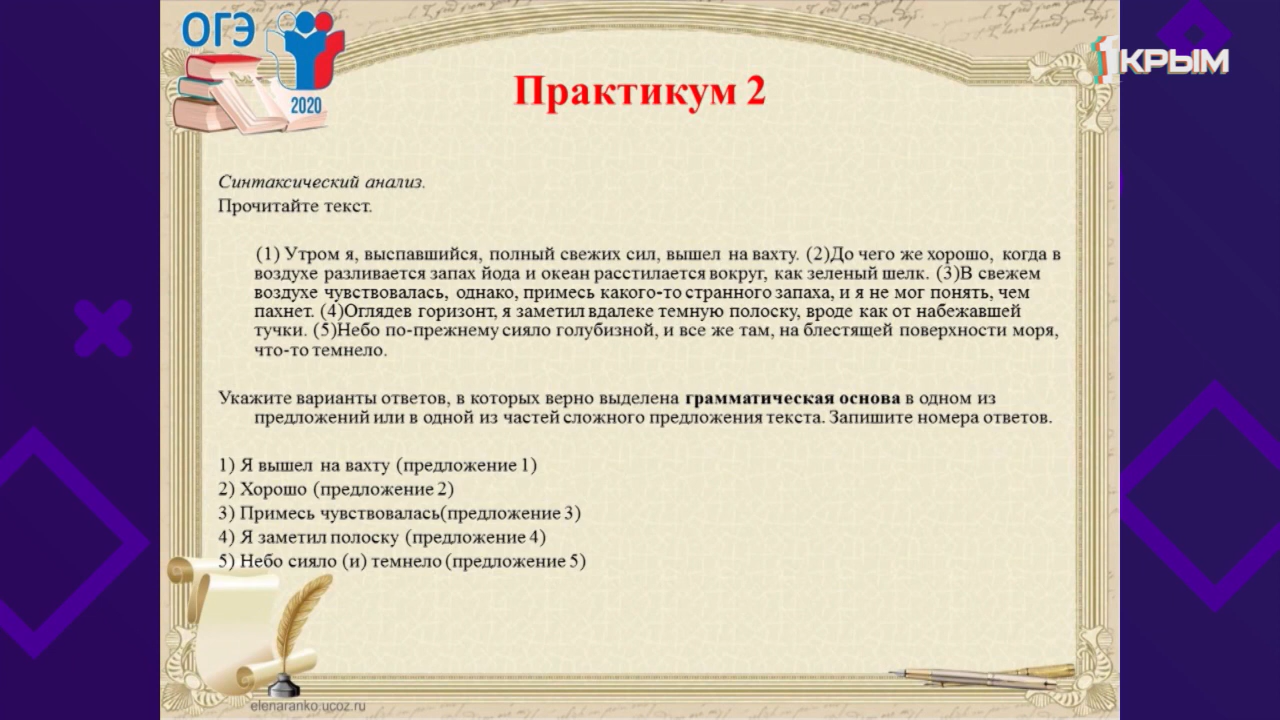 ОГЭ
2020
1КРЫМ
Практикум 2
Синтаксический анализ.
Прочитайте текст.
(1) Утром я, выспавшийся, полный свежих сил, вышел на вахту. (2)До чего же хорошо, когда в
воздухе разливается запах йода и океан расстилается вокруг, как зеленый шелк. (3)В свежем
воздухе чувствовалась, однако, примесь какого-то странного запаха, и я не мог понять, чем
пахнет. (4)Оглядев горизонт, я заметил вдалеке темную полоску, вроде как от набежавшей
тучки. (5)Небо по-прежнему сияло голубизной, и все же там, на блестящей поверхности моря,
что-то темнело.
Укажите варианты ответов, в которых верно выделена грамматическая основа в одном из
предложений или в одной из частей сложного предложения текста. Запишите номера ответов.
1) Я вышел на вахту (предложение 1)
2) Хорошо (предложение 2)
3) Примесь чувствовалась(предложение 3)
4) Я заметил полоску (предложение 4)
5) Небо сияло (и) темнело (предложение 5)
elenaranko.ucoz.ru